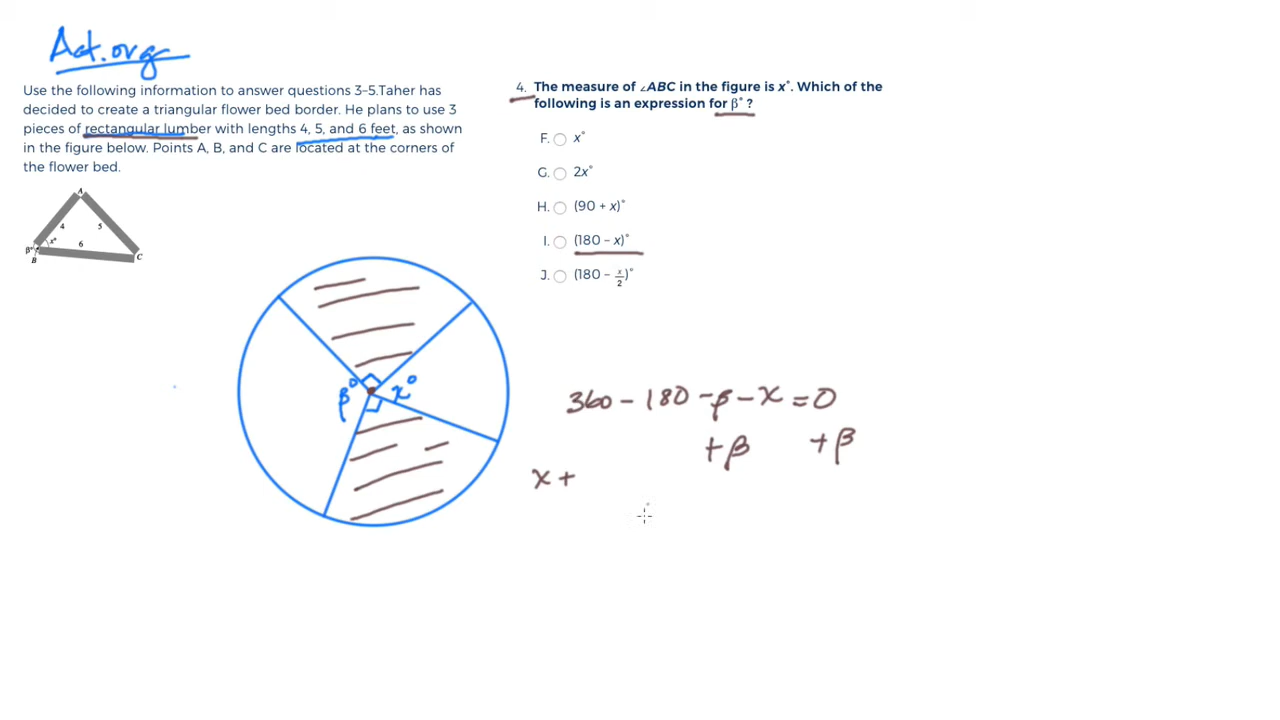 Act.org
Use the following information to answer questions 3-5.Taher has
decided to create a triangular flower bed border. He plans to use 3
pieces of rectangular lumber with lengths 4, 5, and 6 feet, as shown
in the figure below. Points A, B, and C are located at the corners of
the flower bed.
A
4
5
β°
x°
6
B
C
4. The measure of ∠ABC in the figure is x°. Which of the
following is an expression for β° ?
F. x°
G. 2x°
H. (90 + x)°
I. (180 - x)°
J. (180 - x/2)°
β° x°
360 - 180 - β - x = 0
+ β + β
x +